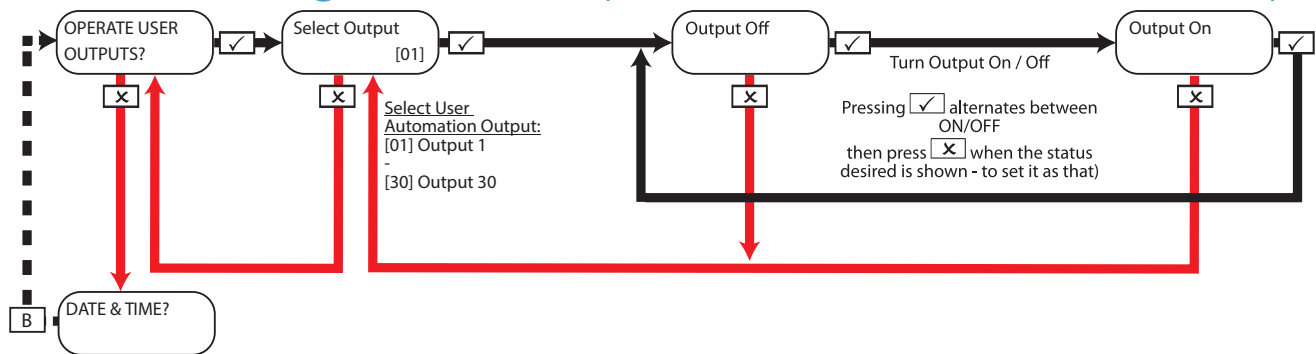 OPERATE USER
OUTPUTS?
✓
Select Output
[01]
✓
Output Off
✓
Turn Output On / Off
Output On
✓
x
x
Select User
Automation Output:
[01] Output 1
-
[30] Output 30
x
Pressing ✓ alternates between
ON/OFF
then press x when the status
desired is shown - to set it as that)
x
DATE & TIME?
B